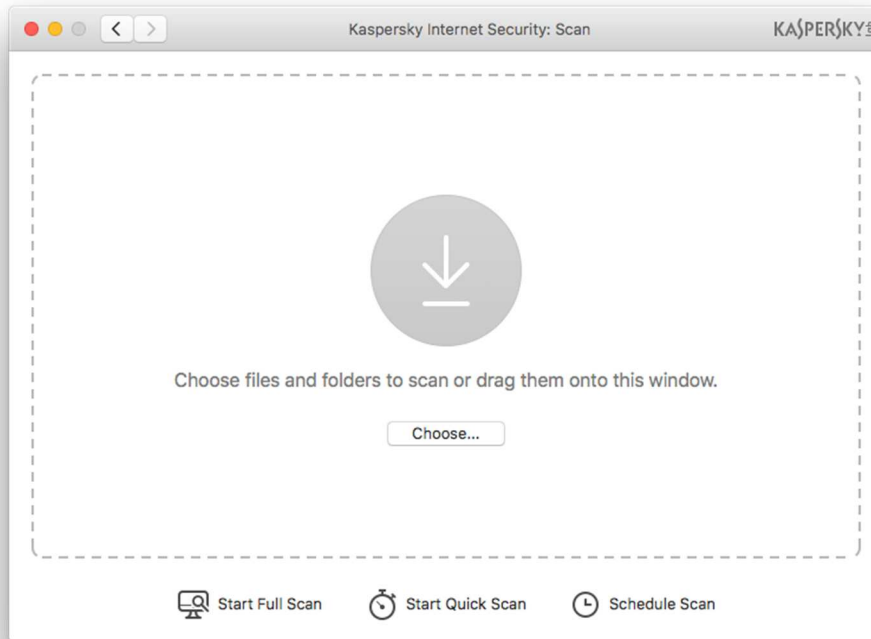 Kaspersky Internet Security: Scan
KASPERSKY
Choose files and folders to scan or drag them onto this window.
Choose...
Start Full Scan
Start Quick Scan
Schedule Scan